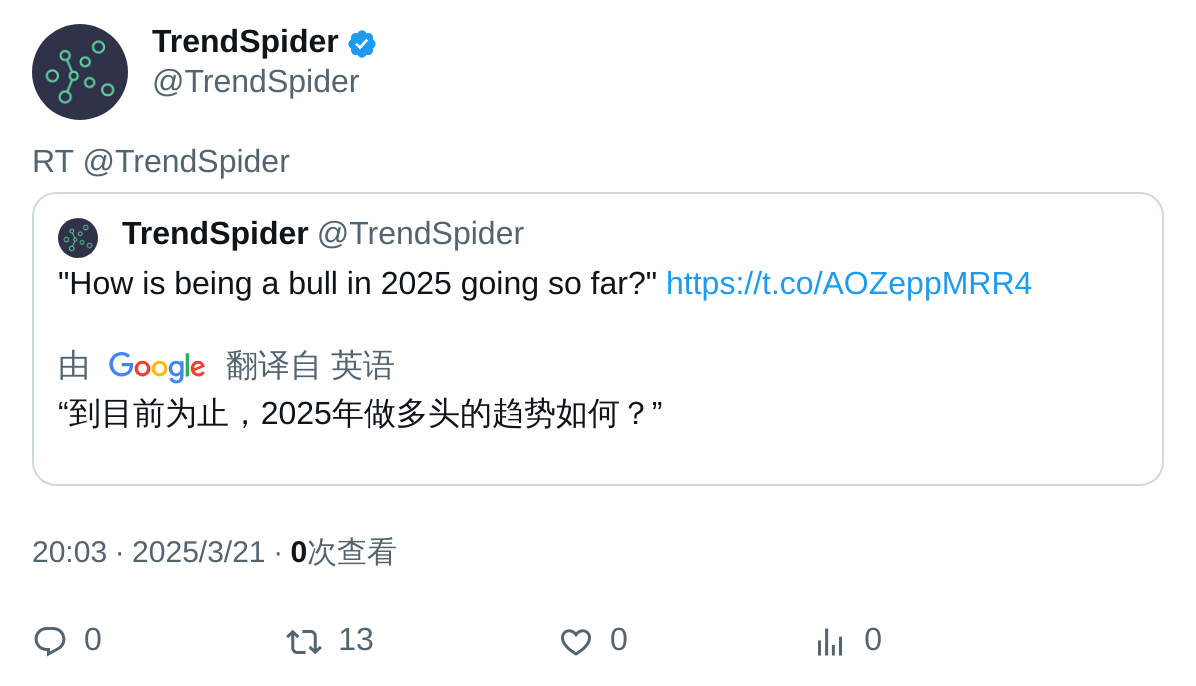 TrendSpider
@TrendSpider
RT @TrendSpider
TrendSpider @TrendSpider
"How is being a bull in 2025 going so far?" https://t.co/AOZeppMRR4
由 Google 翻译自 英语
“到目前为止，2025年做多头的趋势如何？”
20:03 · 2025/3/21 · 0次查看
0 13 0 0